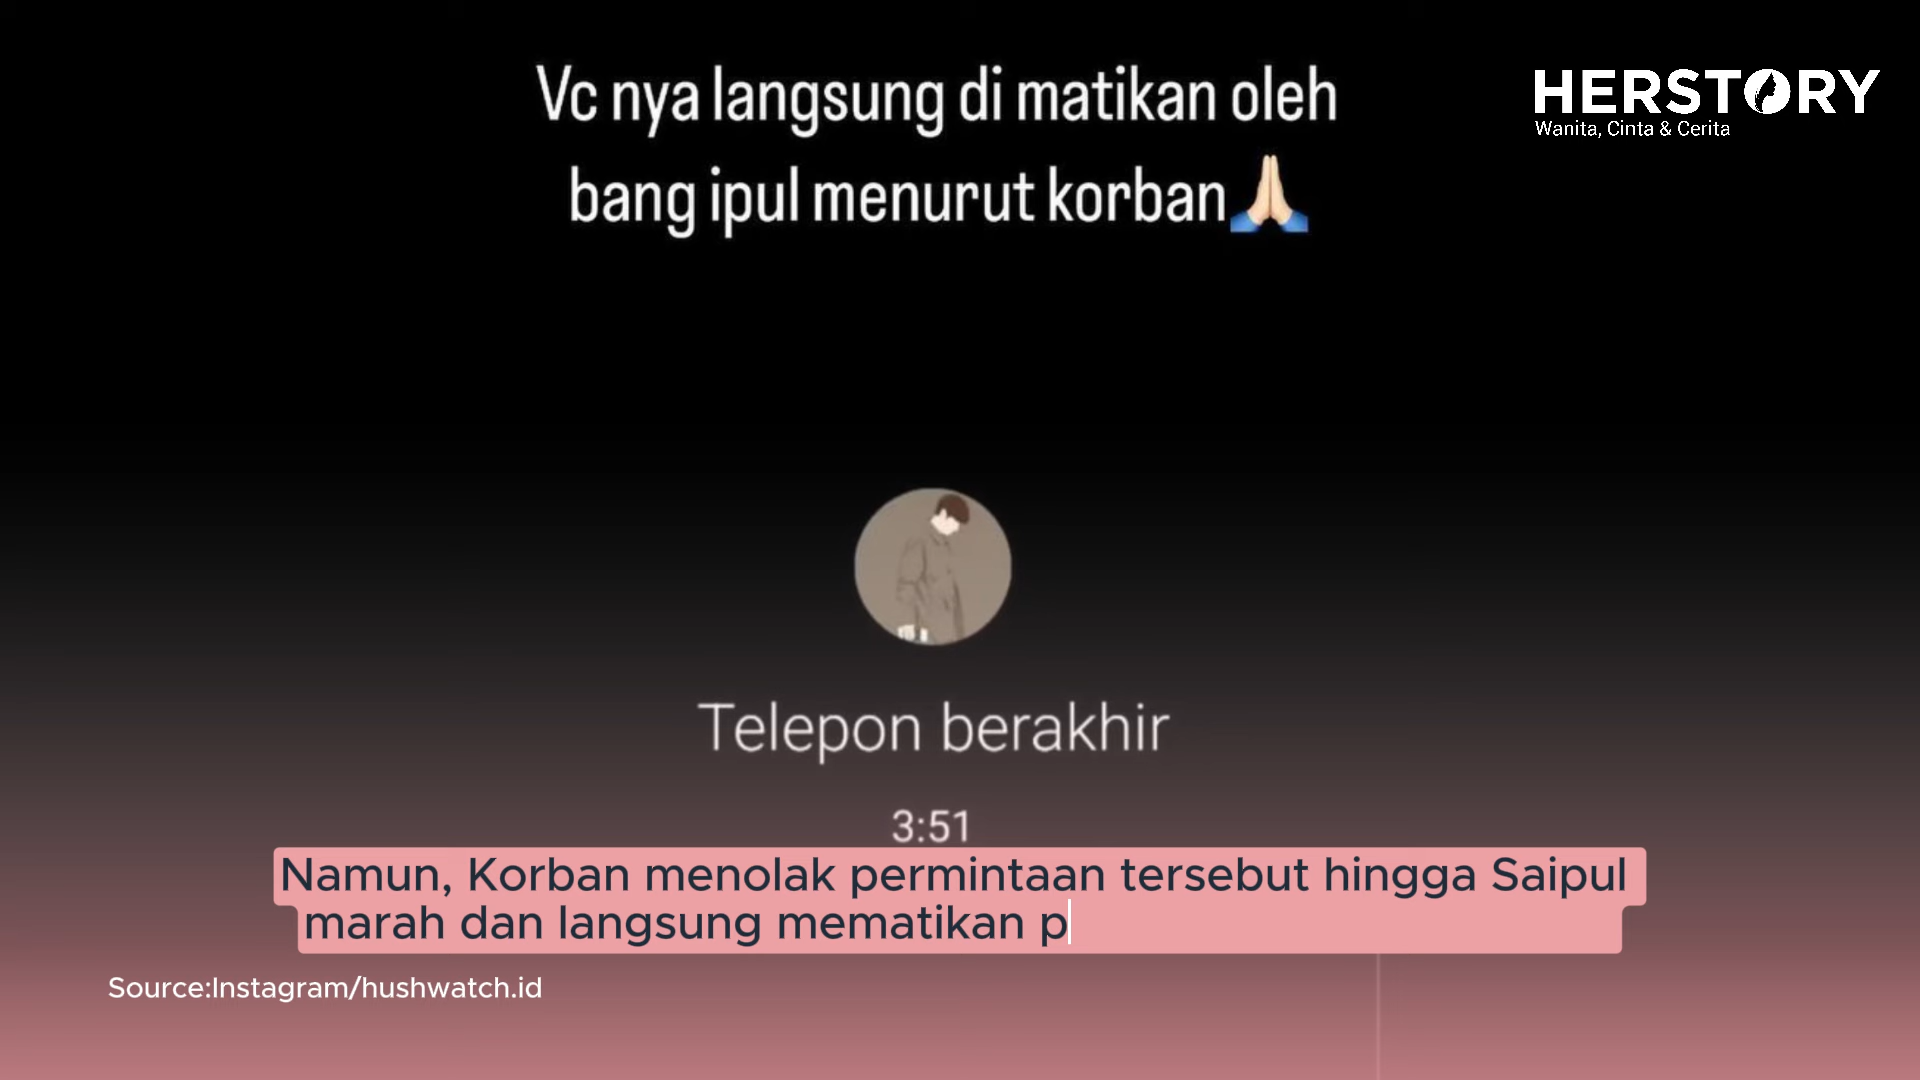 Vc nya langsung di matikan oleh
bang ipul menurut korban🙏🏻
HERSTORY
Wanita, Cinta & Cerita
Telepon berakhir
3:51
Namun, Korban menolak permintaan tersebut hingga Saipul
marah dan langsung mematikan p
Source:Instagram/hushwatch.id